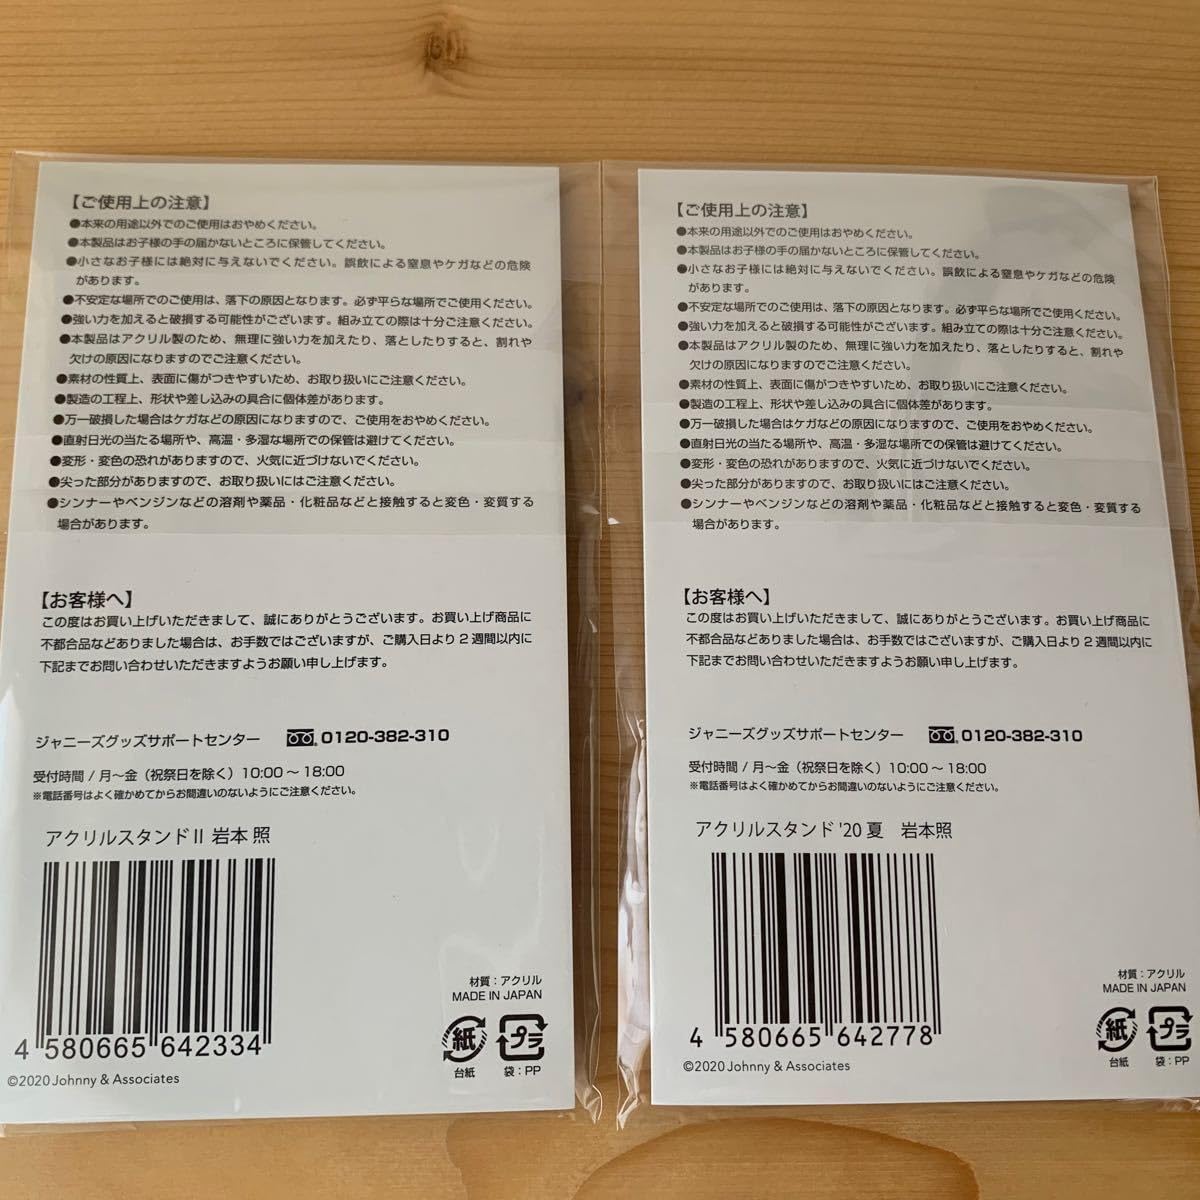 【ご使用上の注意】
●本来の用途以外でのご使用はおやめください。
●本製品はお子様の手の届かないところに保管してください。
●小さなお子様には絶対に与えないでください。誤飲による窒息やケガなどの危険
があります。
●不安定な場所でのご使用は、落下の原因となります。必ず平らな場所でご使用ください。
●強い力を加えると破損する可能性がございます。組み立ての際は十分ご注意ください。
●本製品はアクリル製のため、無理に強い力を加えたり、落としたりすると、割れや
欠けの原因になりますのでご注意ください。
●素材の性質上、表面に傷がつきやすいため、お取り扱いにご注意ください。
●製造の工程上、形状や差し込みの具合に個体差があります。
●万一破損した場合はケガなどの原因になりますので、ご使用をおやめください。
●直射日光の当たる場所や、高温・多湿な場所での保管は避けてください。
●変形・変色の恐れがありますので、火気に近づけないでください。
●尖った部分がありますので、お取り扱いにはご注意ください。
●シンナーやベンジンなどの溶剤や薬品・化粧品などと接触すると変色・変質する
場合があります。
【お客様へ】
この度はお買い上げいただきまして、誠にありがとうございます。お買い上げ商品に
不都合品などありました場合は、お手数ではございますが、ご購入日より2週間以内に
下記までお問い合わせいただきますようお願い申し上げます。
ジャニーズグッズサポートセンター 0120-382-310
受付時間 / 月〜金（祝祭日を除く）10:00 〜 18:00
※電話番号はよく確かめてからお間違いのないようにご注意ください。
アクリルスタンドII 岩本 照
4 580665 642334
材質：アクリル
MADE IN JAPAN
紙 プラ
台紙 袋：PP
©2020 Johnny & Associates
【ご使用上の注意】
●本来の用途以外でのご使用はおやめください。
●本製品はお子様の手の届かないところに保管してください。
●小さなお子様には絶対に与えないでください。誤飲による窒息やケガなどの危険
があります。
●不安定な場所でのご使用は、落下の原因となります。必ず平らな場所でご使用ください。
●強い力を加えると破損する可能性がございます。組み立ての際は十分ご注意ください。
●本製品はアクリル製のため、無理に強い力を加えたり、落としたりすると、割れや
欠けの原因になりますのでご注意ください。
●素材の性質上、表面に傷がつきやすいため、お取り扱いにご注意ください。
●製造の工程上、形状や差し込みの具合に個体差があります。
●万一破損した場合はケガなどの原因になりますので、ご使用をおやめください。
●直射日光の当たる場所や、高温・多湿な場所での保管は避けてください。
●変形・変色の恐れがありますので、火気に近づけないでください。
●尖った部分がありますので、お取り扱いにはご注意ください。
●シンナーやベンジンなどの溶剤や薬品・化粧品などと接触すると変色・変質する
場合があります。
【お客様へ】
この度はお買い上げいただきまして、誠にありがとうございます。お買い上げ商品に
不都合品などありました場合は、お手数ではございますが、ご購入日より2週間以内に
下記までお問い合わせいただきますようお願い申し上げます。
ジャニーズグッズサポートセンター 0120-382-310
受付時間 / 月〜金（祝祭日を除く）10:00 〜 18:00
※電話番号はよく確かめてからお間違いのないようにご注意ください。
アクリルスタンド '20 夏 岩本照
4 580665 642778
材質：アクリル
MADE IN JAPAN
紙 プラ
台紙 袋：PP
©2020 Johnny & Associates